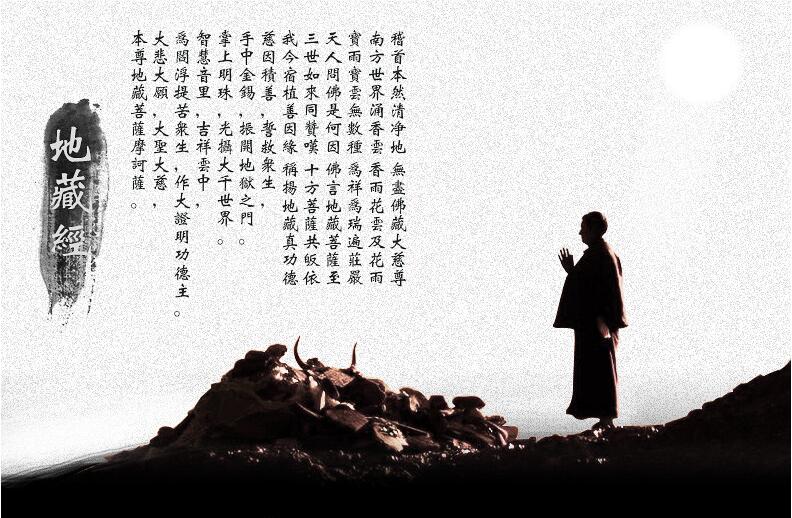 稽首本然清净地 無盡佛藏大慈尊
南方世界涌香雲 香雨花雲及花雨
寶雨寶雲無數種 爲祥爲瑞遍莊嚴
天人問佛是何因 佛言地藏菩薩至
三世如來同贊嘆 十方菩薩共皈依
我今宿植善因緣 稱揚地藏真功德
慈因積善，誓救衆生，
手中金錫，振開地獄之門。
掌上明珠，光攝大千世界。
智慧音里，吉祥雲中，
爲閻浮提苦衆生，作大證明功德主。
大悲大願，大聖大慈，
本尊地藏菩薩摩訶薩。
地藏經